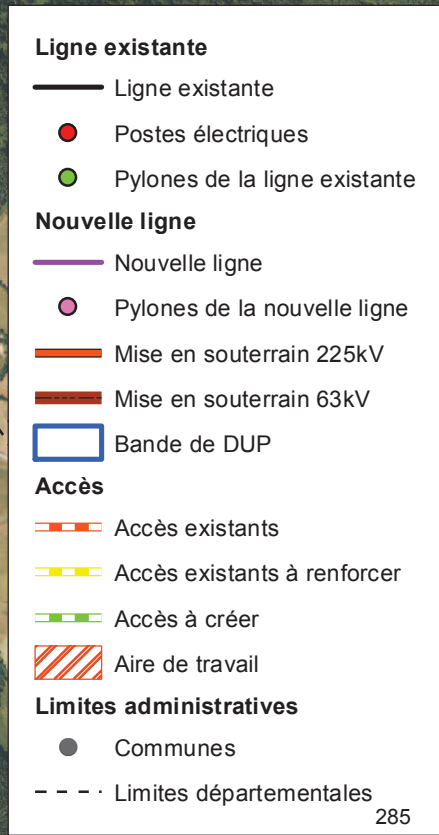 Ligne existante
Ligne existante
Postes électriques
Pylones de la ligne existante
Nouvelle ligne
Nouvelle ligne
Pylones de la nouvelle ligne
Mise en souterrain 225kV
Mise en souterrain 63kV
Bande de DUP
Accès
Accès existants
Accès existants à renforcer
Accès à créer
Aire de travail
Limites administratives
Communes
Limites départementales
285